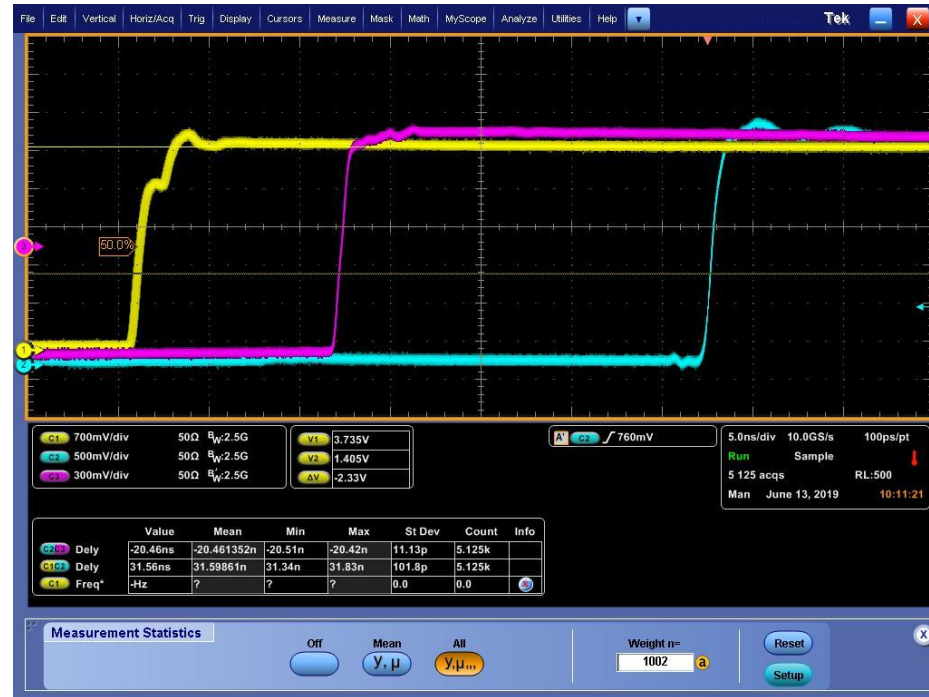 File Edit Vertical Horiz/Acq Trig Display Cursors Measure Mask Math MyScope Analyze Utilities Help Tek X
50.0%
3
1
2
C1 700mV/div 50Ω BW:2.5G
C2 500mV/div 50Ω BW:2.5G
C3 300mV/div 50Ω BW:2.5G
V1 3.735V
V2 1.405V
ΔV -2.33V
A' C2 760mV
5.0ns/div 10.0GS/s 100ps/pt
Run Sample
5 125 acqs RL:500
Man June 13, 2019 10:11:21
Value Mean Min Max St Dev Count Info
C2C3 Dely -20.46ns -20.461352n -20.51n -20.42n 11.13p 5.125k
C1C2 Dely 31.56ns 31.59861n 31.34n 31.83n 101.8p 5.125k
C1 Freq* -Hz ? ? ? 0.0 0.0
Measurement Statistics X
Off Mean All Weight n= Reset
y, μ y,μ,,, 1002 a
Setup